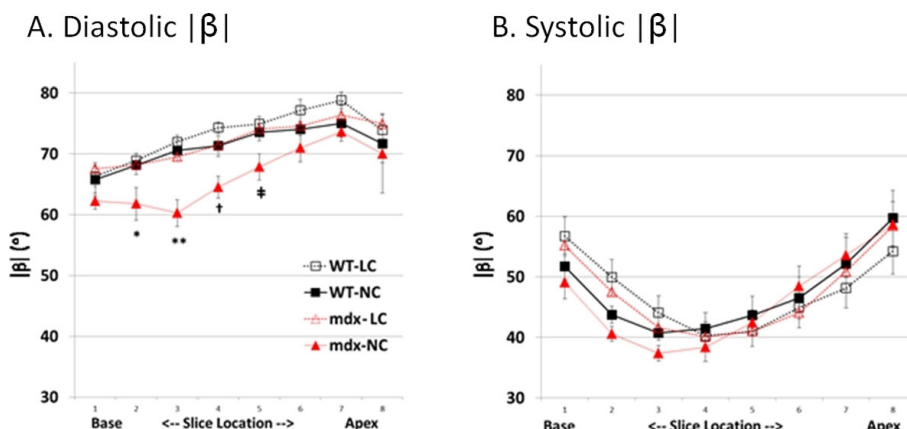 A. Diastolic |β|
80
70
60
50
40
30
|β| (°)
*
**
†
ǂ
WT-LC
WT-NC
mdx- LC
mdx-NC
1 2 3 4 5 6 7 8
Base <-- Slice Location --> Apex
B. Systolic |β|
80
70
60
50
40
30
|β| (°)
1 2 3 4 5 6 7 8
Base <-- Slice Location --> Apex